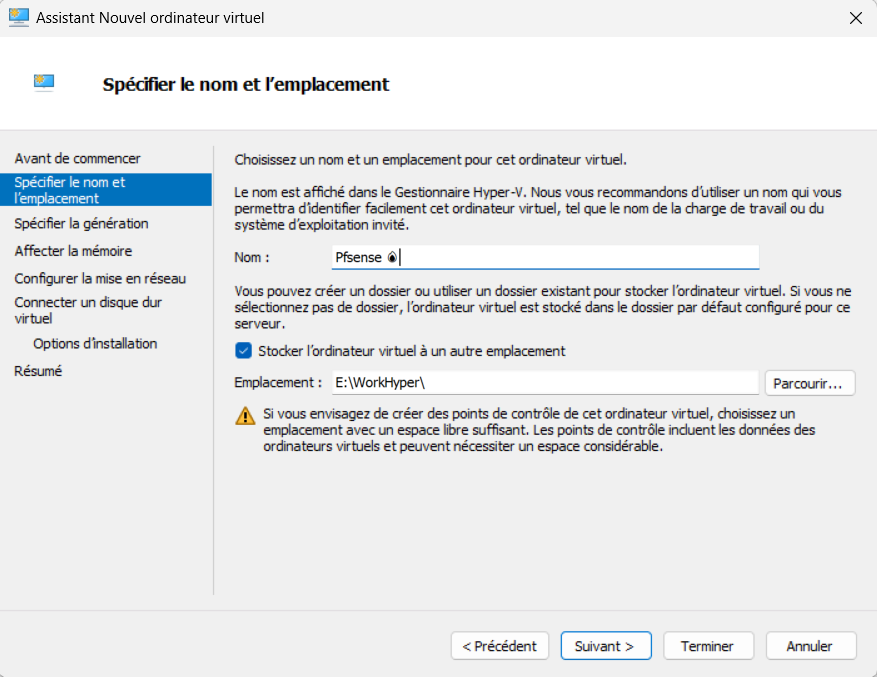 Assistant Nouvel ordinateur virtuel
Spécifier le nom et l'emplacement
Avant de commencer
Spécifier le nom et
l'emplacement
Spécifier la génération
Affecter la mémoire
Configurer la mise en réseau
Connecter un disque dur
virtuel
Options d'installation
Résumé
Choisissez un nom et un emplacement pour cet ordinateur virtuel.
Le nom est affiché dans le Gestionnaire Hyper-V. Nous vous recommandons d'utiliser un nom qui vous
permettra d'identifier facilement cet ordinateur virtuel, tel que le nom de la charge de travail ou du
système d'exploitation invité.
Nom : Pfsense 🔥
Vous pouvez créer un dossier ou utiliser un dossier existant pour stocker l'ordinateur virtuel. Si vous ne
sélectionnez pas de dossier, l'ordinateur virtuel est stocké dans le dossier par défaut configuré pour ce
serveur.
Stocker l'ordinateur virtuel à un autre emplacement
Emplacement : E:\WorkHyper\ Parcourir...
Si vous envisagez de créer des points de contrôle de cet ordinateur virtuel, choisissez un
emplacement avec un espace libre suffisant. Les points de contrôle incluent les données des
ordinateurs virtuels et peuvent nécessiter un espace considérable.
< Précédent Suivant > Terminer Annuler